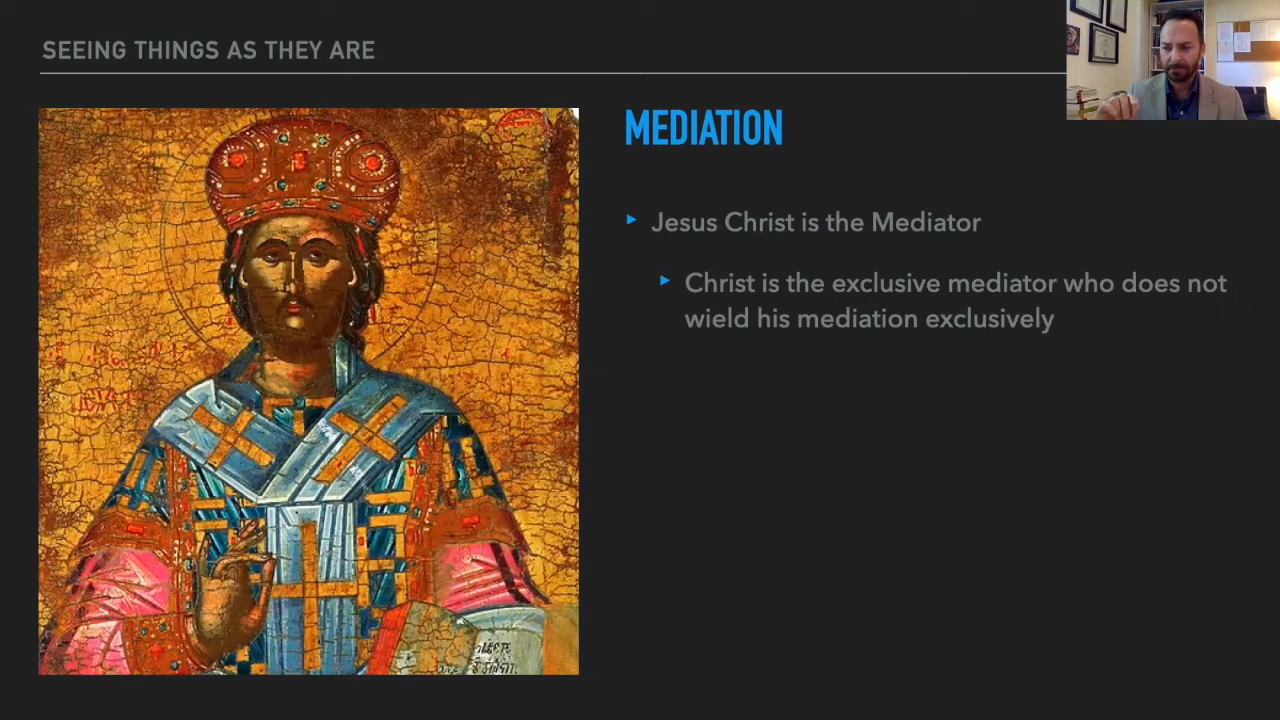 SEEING THINGS AS THEY ARE
MEDIATION
Jesus Christ is the Mediator
Christ is the exclusive mediator who does not
wield his mediation exclusively